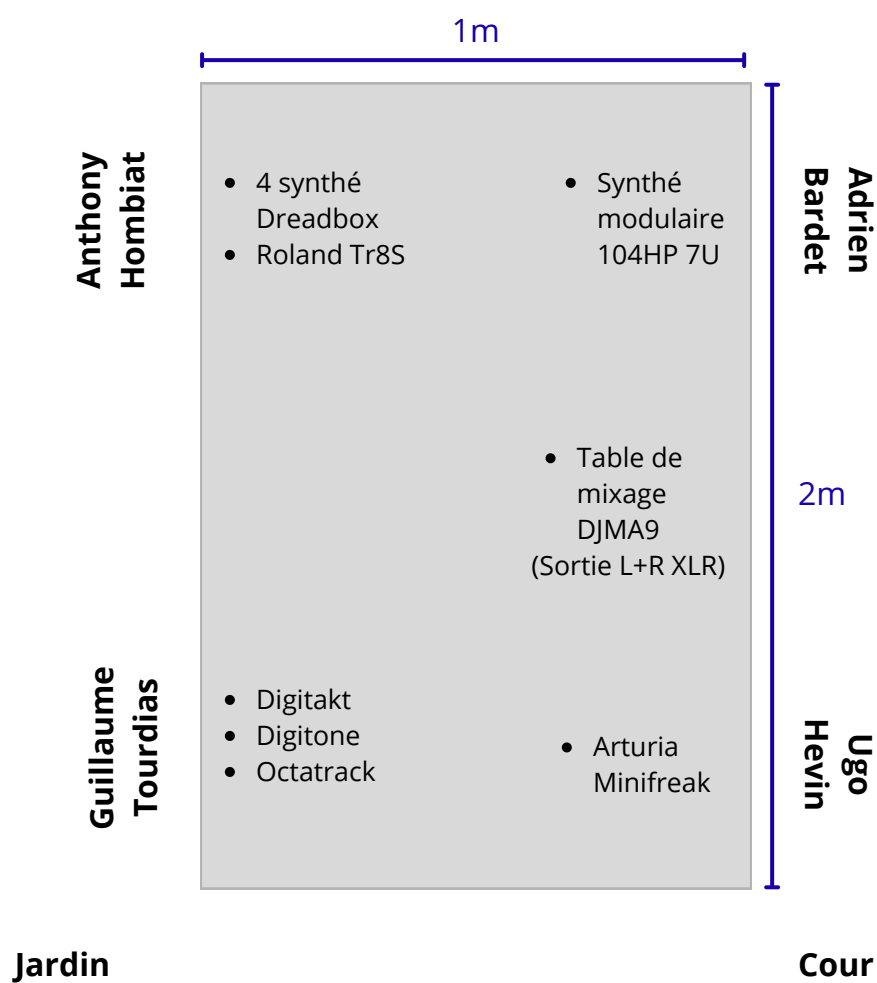 1m
Anthony
Hombiat
• 4 synthé
Dreadbox
• Roland Tr8S
• Synthé
modulaire
104HP 7U
Adrien
Bardet
• Table de
mixage
DJMA9
(Sortie L+R XLR)
2m
Guillaume
Tourdias
• Digitakt
• Digitone
• Octatrack
• Arturia
Minifreak
Ugo
Hevin
Jardin
Cour